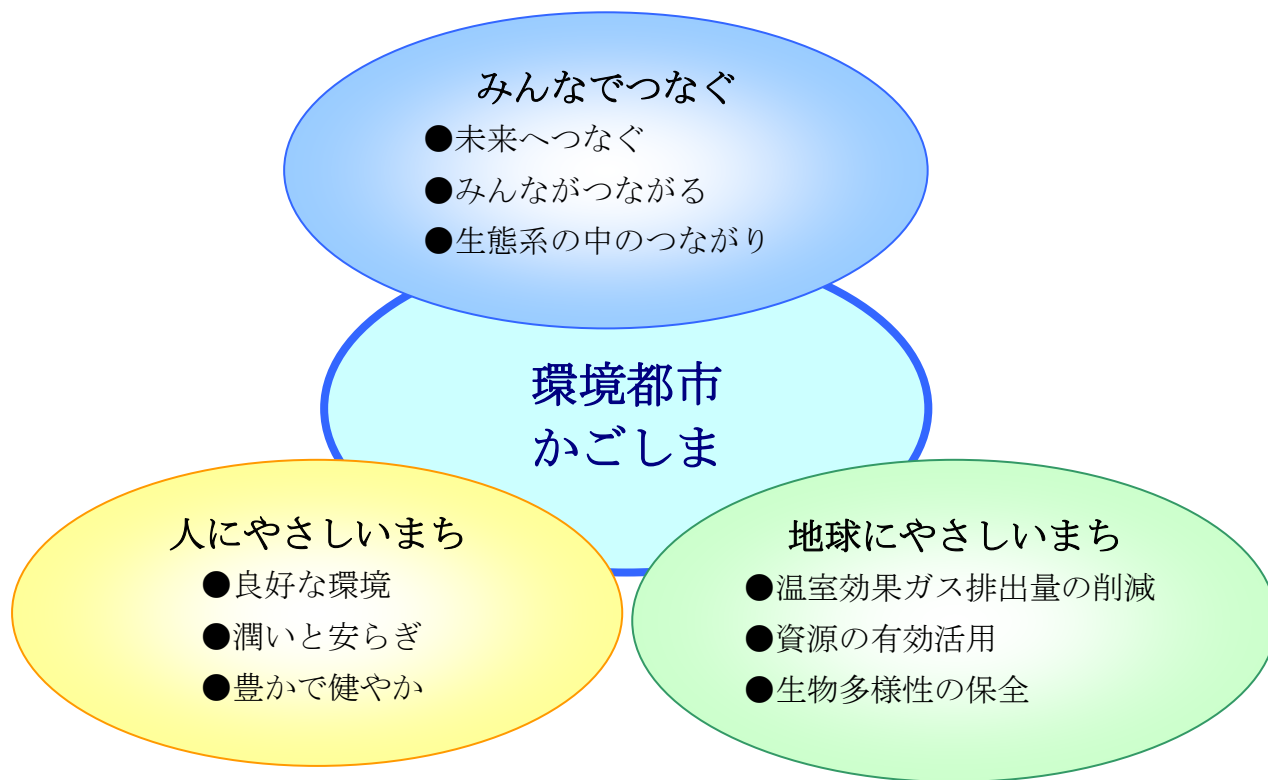 みんなでつなぐ
●未来へつなぐ
●みんながつながる
●生態系の中のつながり
環境都市
かごしま
人にやさしいまち
●良好な環境
●潤いと安らぎ
●豊かで健やか
地球にやさしいまち
●温室効果ガス排出量の削減
●資源の有効活用
●生物多様性の保全